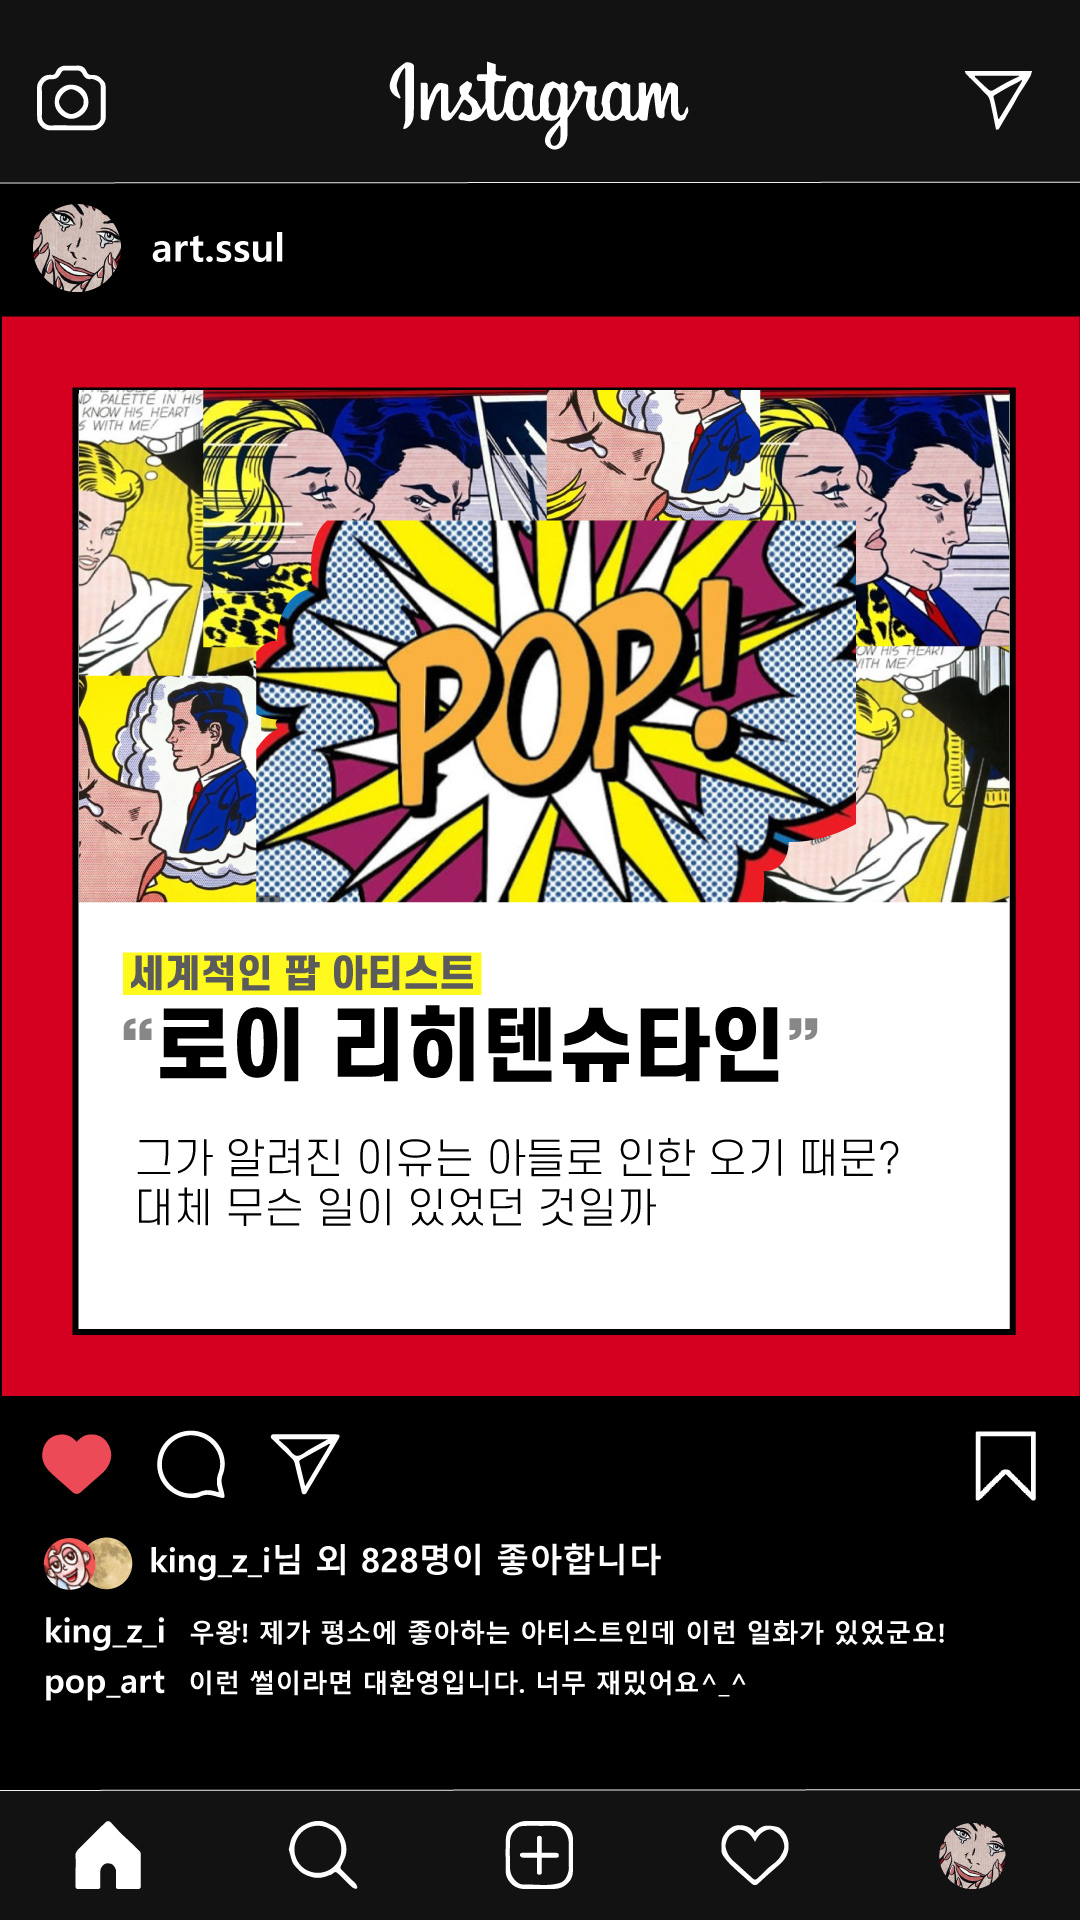 Instagram
art.ssul
ND PALETTE IN HIS
KNOW HIS HEART
S WITH ME!
POP!
OW HIS HEART
WITH ME!
세계적인 팝 아티스트
“로이 리히텐슈타인”
그가 알려진 이유는 아들로 인한 오기 때문?
대체 무슨 일이 있었던 것일까
king_z_i님 외 828명이 좋아합니다
king_z_i 우왕! 제가 평소에 좋아하는 아티스트인데 이런 일화가 있었군요!
pop_art 이런 썰이라면 대환영입니다. 너무 재밌어요^_^